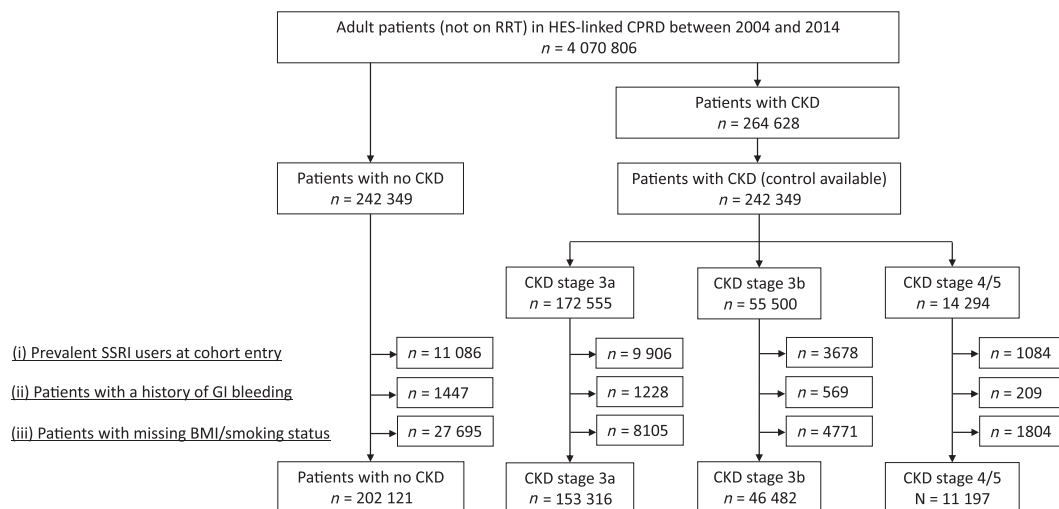 Adult patients (not on RRT) in HES-linked CPRD between 2004 and 2014
n = 4 070 806
Patients with CKD
n = 264 628
Patients with no CKD
n = 242 349
Patients with CKD (control available)
n = 242 349
CKD stage 3a
n = 172 555
CKD stage 3b
n = 55 500
CKD stage 4/5
n = 14 294
(i) Prevalent SSRI users at cohort entry
n = 11 086
n = 9 906
n = 3678
n = 1084
(ii) Patients with a history of GI bleeding
n = 1447
n = 1228
n = 569
n = 209
(iii) Patients with missing BMI/smoking status
n = 27 695
n = 8105
n = 4771
n = 1804
Patients with no CKD
n = 202 121
CKD stage 3a
n = 153 316
CKD stage 3b
n = 46 482
CKD stage 4/5
N = 11 197